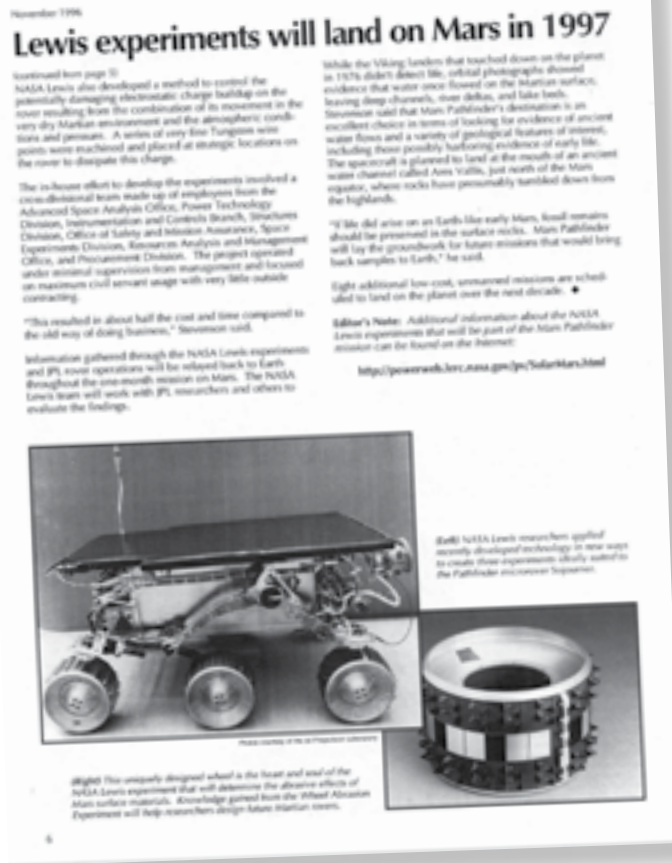 November 1996
Lewis experiments will land on Mars in 1997
(continued from page 5)
NASA Lewis also developed a method to control the
potentially damaging electrostatic charge buildup on the
rover resulting from the combination of its movement in the
very dry Martian environment and the atmospheric condi-
tions and pressure. A series of very fine Tungsten wire
points were machined and placed at strategic locations on
the rover to dissipate this charge.
The in-house effort to develop the experiments involved a
cross-divisional team made up of employees from the
Advanced Space Analysis Office, Power Technology
Division, Instrumentation and Controls Branch, Structures
Division, Office of Safety and Mission Assurance, Space
Experiments Division, Resources Analysis and Management
Office, and Procurement Division. The project operated
under minimal supervision from management and focused
on maximum civil servant usage with very little outside
contracting.
"This resulted in about half the cost and time compared to
the old way of doing business," Stevenson said.
Information gathered through the NASA Lewis experiments
and JPL rover operations will be relayed back to Earth
throughout the one-month mission on Mars. The NASA
Lewis team will work with JPL researchers and others to
evaluate the findings.
While the Viking landers that touched down on the planet
in 1976 didn't detect life, orbital photographs showed
evidence that water once flowed on the Martian surface,
leaving deep channels, river deltas, and lake beds.
Stevenson said that Mars Pathfinder's destination is an
excellent choice in terms of looking for evidence of ancient
water flows and a variety of geological features of interest,
including those possibly harboring evidence of early life.
The spacecraft is planned to land at the mouth of an ancient
water channel called Ares Vallis, just north of the Mars
equator, where rocks have presumably tumbled down from
the highlands.
"If life did arise on an Earth-like early Mars, fossil remains
should be preserved in the surface rocks. Mars Pathfinder
will lay the groundwork for future missions that would bring
back samples to Earth," he said.
Eight additional low-cost, unmanned missions are sched-
uled to land on the planet over the next decade. ◆
Editor's Note: Additional information about the NASA
Lewis experiments that will be part of the Mars Pathfinder
mission can be found on the Internet:
http://powerweb.lerc.nasa.gov/pv/SolarMars.html
(Left) NASA Lewis researchers applied
recently developed technology in new ways
to create three experiments ideally suited to
the Pathfinder microrover Sojourner.
Photos courtesy of the Jet Propulsion Laboratory
(Right) This uniquely designed wheel is the heart and soul of the
NASA Lewis experiment that will determine the abrasive effects of
Mars surface materials. Knowledge gained from the Wheel Abrasion
Experiment will help researchers design future Martian rovers.
6